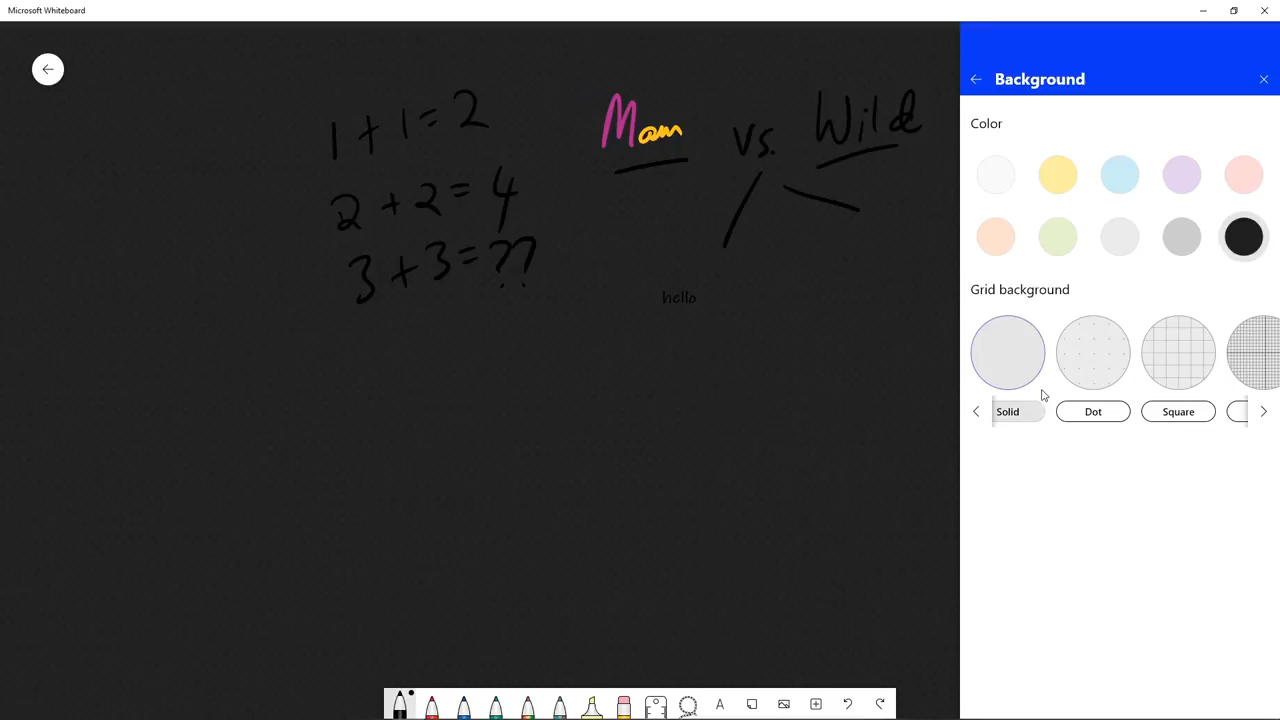 Microsoft Whiteboard
1 + 1 = 2
2 + 2 = 4
3 + 3 = ??
Mam vs. Wild
hello
Background
Color
Grid background
Solid
Dot
Square
A